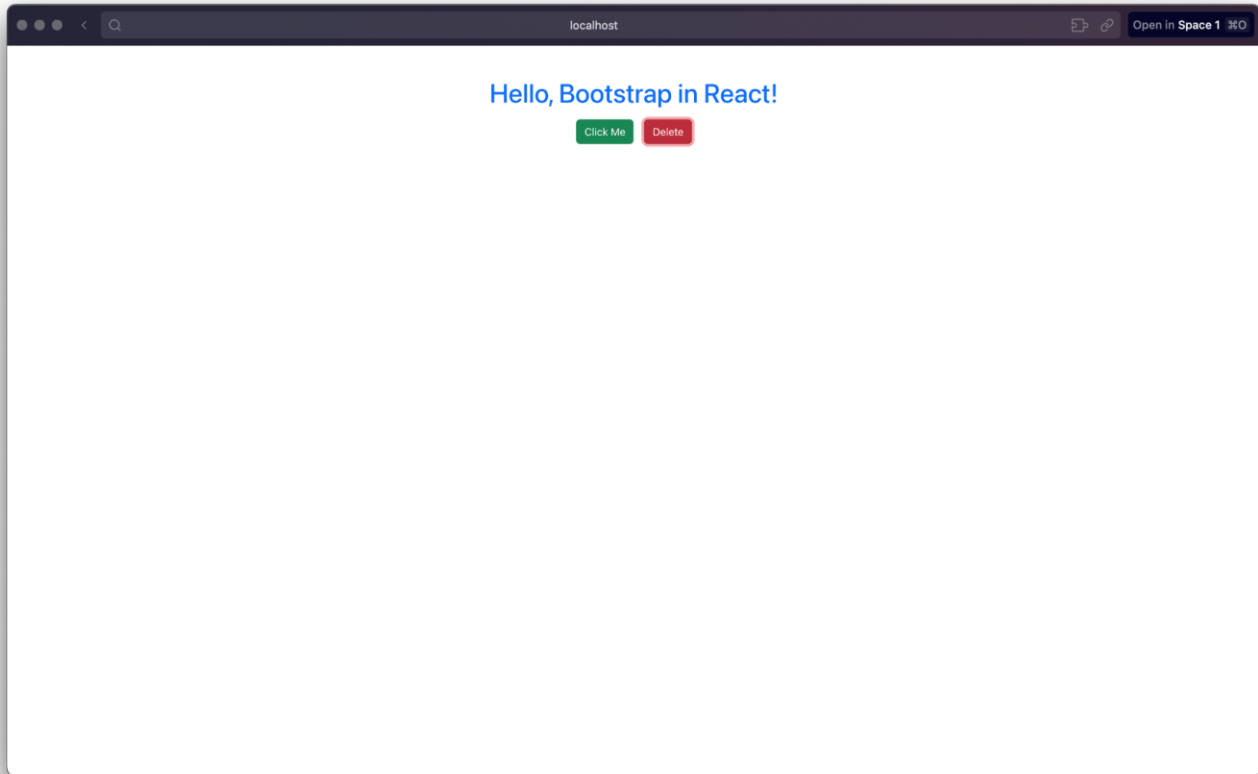 localhost
Open in Space 1 ⌘O
Hello, Bootstrap in React!
Click Me
Delete